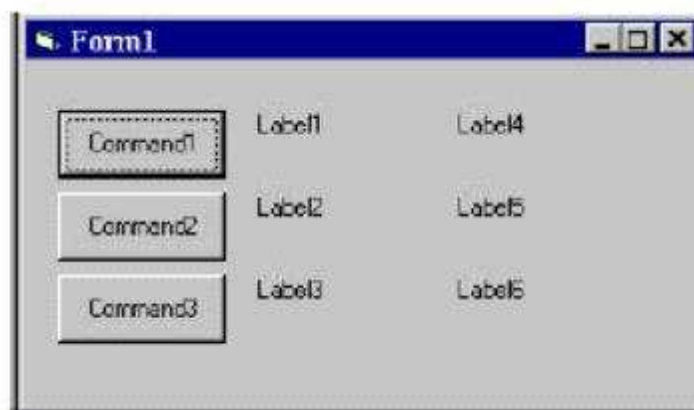 Form1
Command1 Label1 Label4
Command2 Label2 Label5
Command3 Label3 Label6